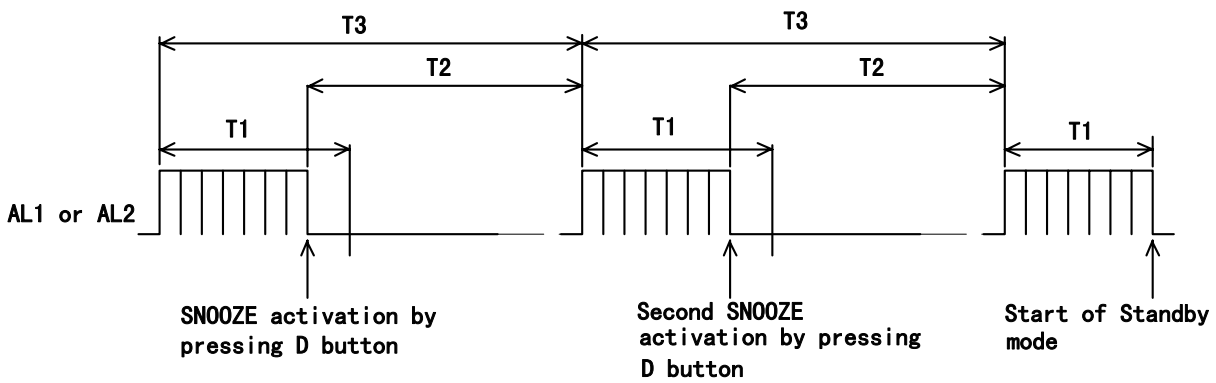 T3
T3
T2
T2
T1
T1
T1
AL1 or AL2
SNOOZE activation by
pressing D button
Second SNOOZE
activation by pressing
D button
Start of Standby
mode